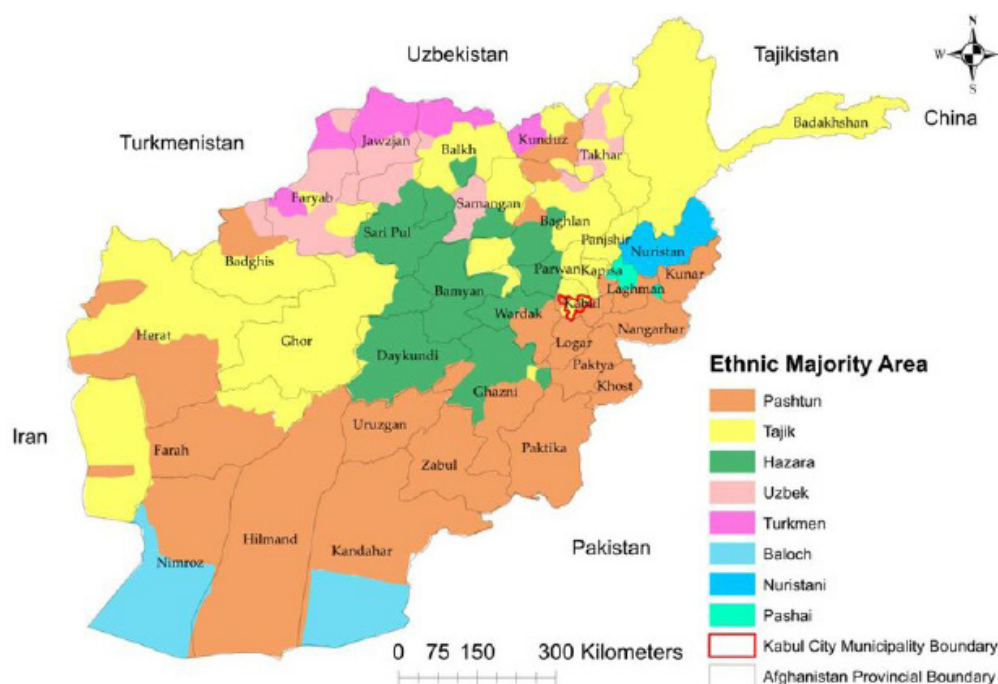 N
W
E
S
Uzbekistan
Tajikistan
Turkmenistan
China
Badakhshan
Jawzjan
Balkh
Kunduz
Takhar
Faryab
Samangan
Sari Pul
Baghlan
Panjshir
Nuristan
Badghis
Parwan
Kapisa
Kunar
Bamyan
Laghman
Kabul
Wardak
Herat
Ghor
Nangarhar
Logar
Daykundi
Paktya
Ghazni
Khost
Iran
Uruzgan
Farah
Paktika
Zabul
Hilmand
Kandahar
Pakistan
Nimroz
0 75 150 300 Kilometers
Ethnic Majority Area
Pashtun
Tajik
Hazara
Uzbek
Turkmen
Baloch
Nuristani
Pashai
Kabul City Municipality Boundary
Afghanistan Provincial Boundary